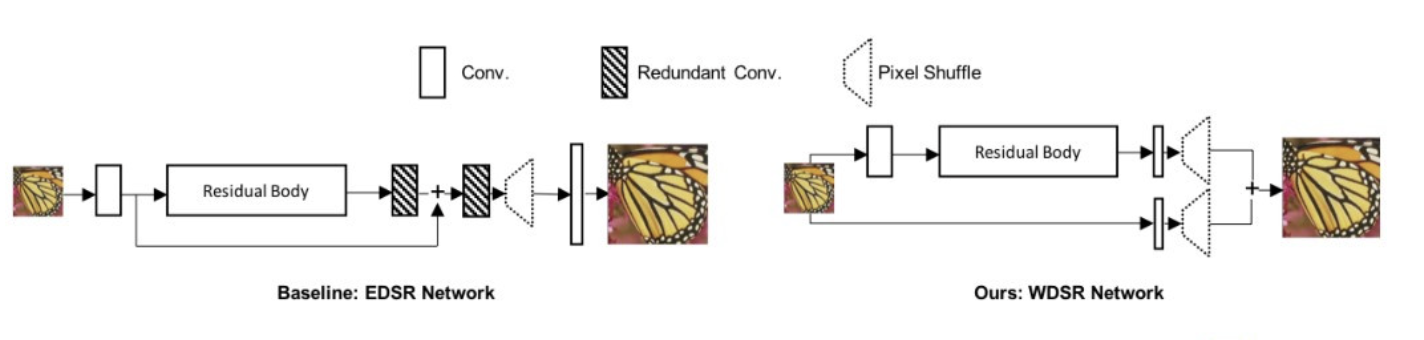 Conv.
Redundant Conv.
Pixel Shuffle
Residual Body
+
Residual Body
+
Baseline: EDSR Network
Ours: WDSR Network